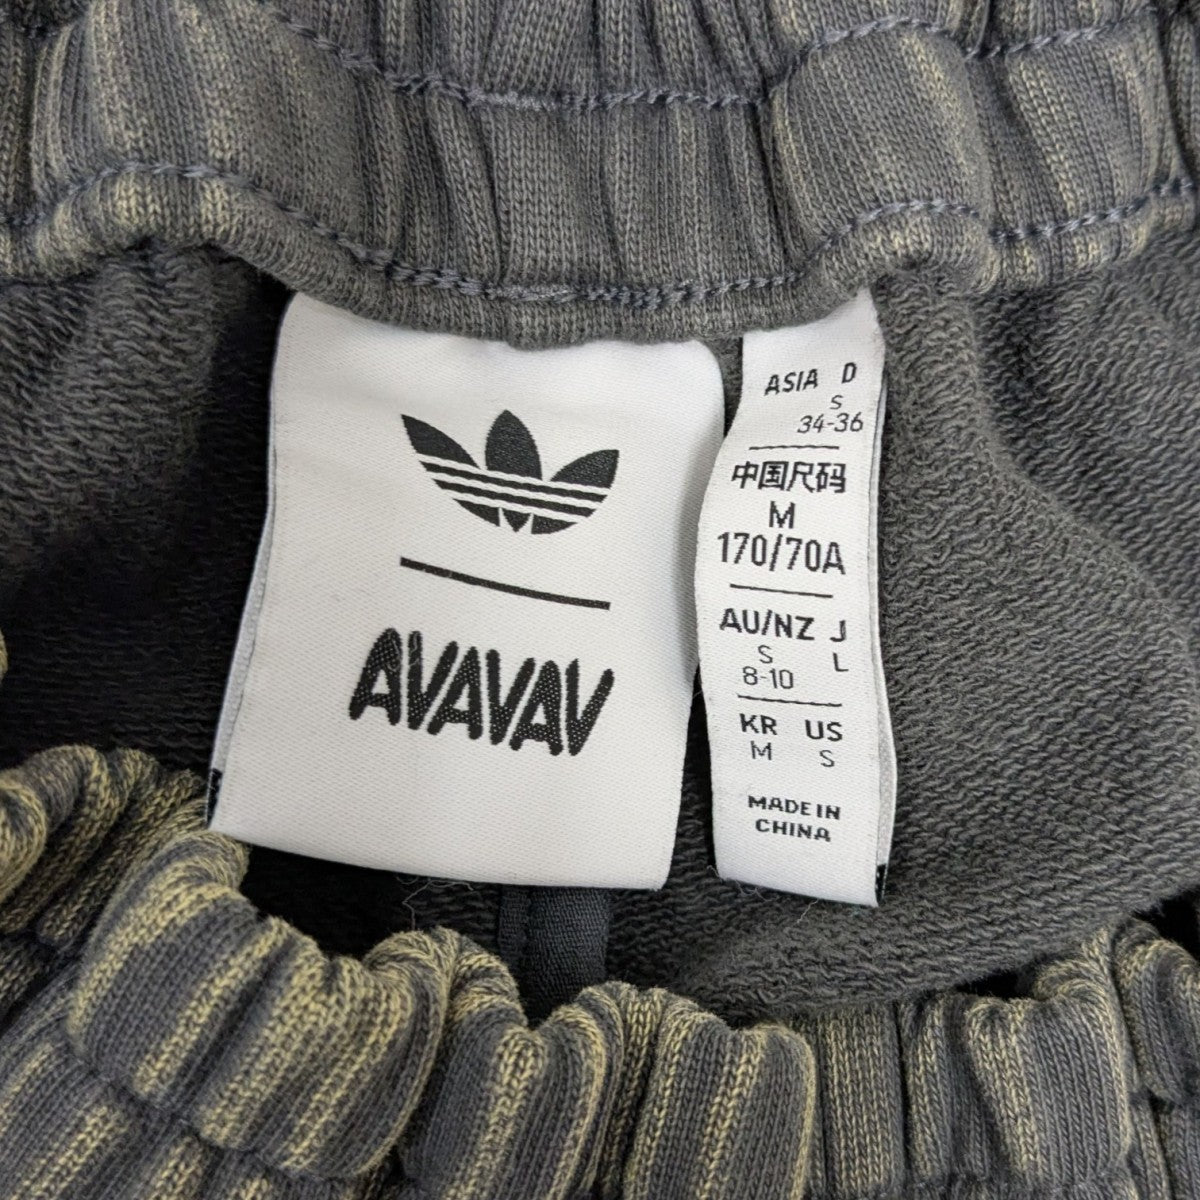 AVAVAV
ASIA D
S
34-36
中国尺码
M
170/70A
AU/NZ J
S L
8-10
KR US
M S
MADE IN
CHINA